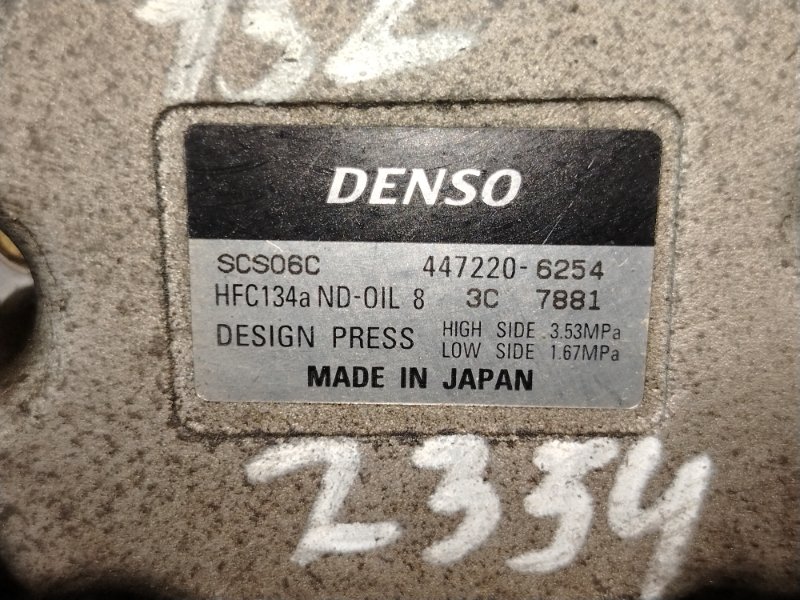 DENSO
SCS06C 447220-6254
HFC134a ND-OIL 8 3C 7881
DESIGN PRESS HIGH SIDE 3.53MPa
LOW SIDE 1.67MPa
MADE IN JAPAN
2334